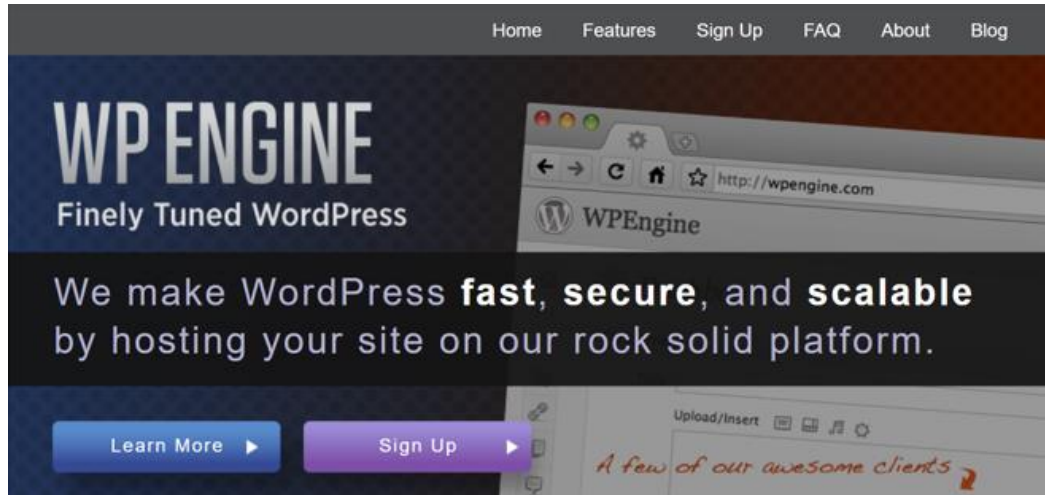 Home Features Sign Up FAQ About Blog
WP ENGINE
Finely Tuned WordPress
http://wpengine.com
WPEngine
We make WordPress fast, secure, and scalable
by hosting your site on our rock solid platform.
Learn More
Sign Up
Upload/Insert
A few of our awesome clients